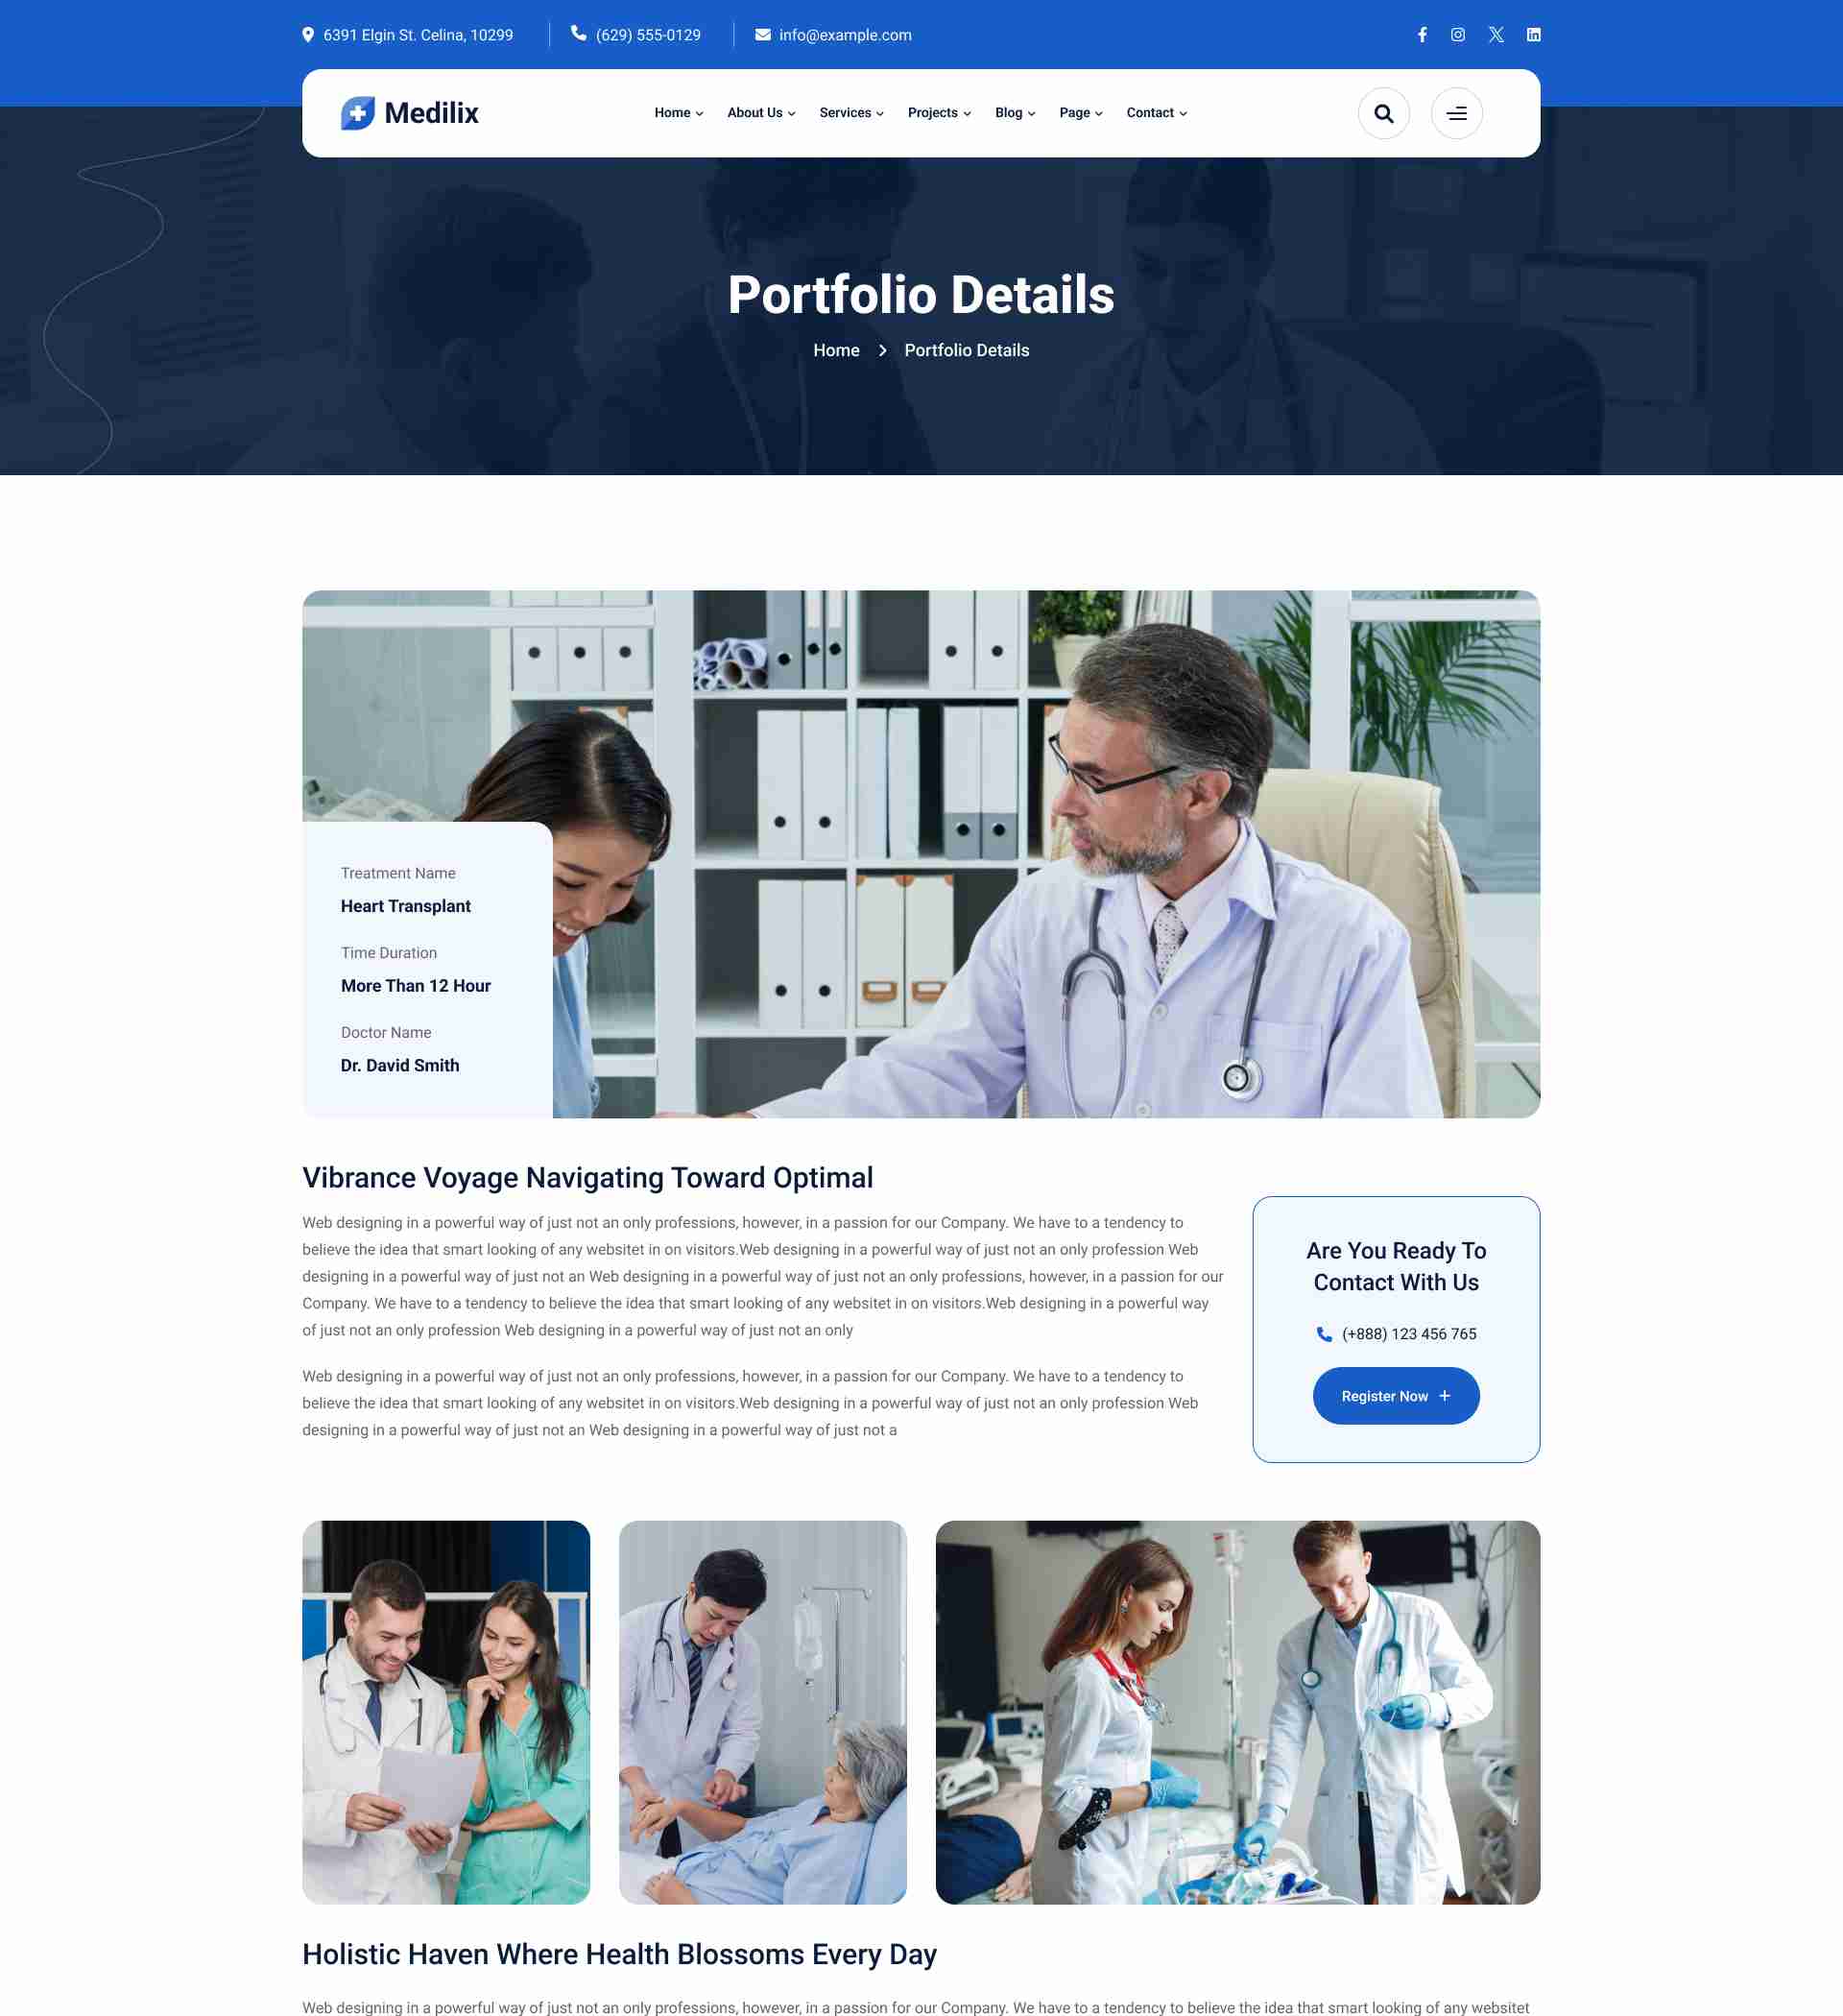 6391 Elgin St. Celina, 10299
(629) 555-0129
info@example.com
Medilix
Home
About Us
Services
Projects
Blog
Page
Contact
Portfolio Details
Home
Portfolio Details
Treatment Name
Heart Transplant
Time Duration
More Than 12 Hour
Doctor Name
Dr. David Smith
Vibrance Voyage Navigating Toward Optimal
Web designing in a powerful way of just not an only professions, however, in a passion for our Company. We have to a tendency to
believe the idea that smart looking of any websitet in on visitors.Web designing in a powerful way of just not an only profession Web
designing in a powerful way of just not an Web designing in a powerful way of just not an only professions, however, in a passion for our
Company. We have to a tendency to believe the idea that smart looking of any websitet in on visitors.Web designing in a powerful way
of just not an only profession Web designing in a powerful way of just not an only
Web designing in a powerful way of just not an only professions, however, in a passion for our Company. We have to a tendency to
believe the idea that smart looking of any websitet in on visitors.Web designing in a powerful way of just not an only profession Web
designing in a powerful way of just not an Web designing in a powerful way of just not a
Are You Ready To
Contact With Us
(+888) 123 456 765
Register Now
Holistic Haven Where Health Blossoms Every Day
Web designing in a powerful way of just not an only professions, however, in a passion for our Company. We have to a tendency to believe the idea that smart looking of any websitet